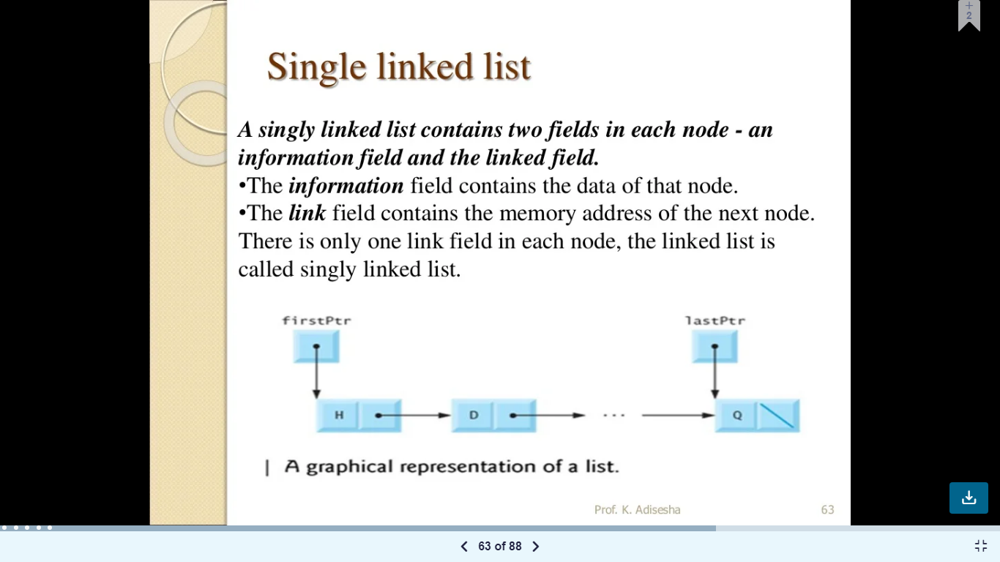 +
2
Single linked list
A singly linked list contains two fields in each node - an
information field and the linked field.
•The information field contains the data of that node.
•The link field contains the memory address of the next node.
There is only one link field in each node, the linked list is
called singly linked list.
firstPtr lastPtr
H D ... Q
| A graphical representation of a list.
Prof. K. Adisesha 63
63 of 88